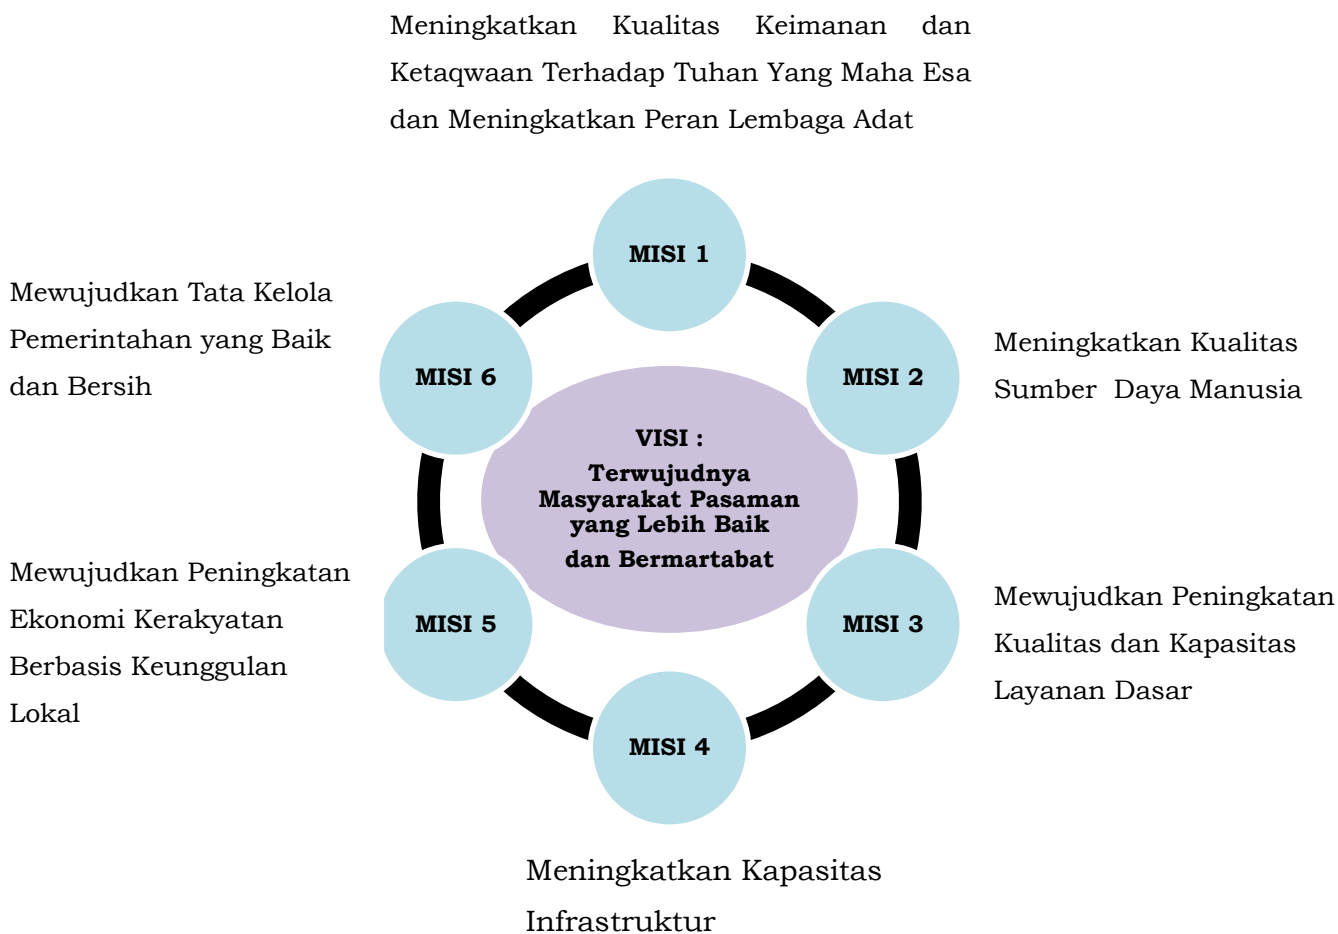 Meningkatkan Kualitas Keimanan dan
Ketaqwaan Terhadap Tuhan Yang Maha Esa
dan Meningkatkan Peran Lembaga Adat
MISI 1
Mewujudkan Tata Kelola
Pemerintahan yang Baik
dan Bersih
MISI 6
MISI 2
Meningkatkan Kualitas
Sumber Daya Manusia
VISI :
Terwujudnya
Masyarakat Pasaman
yang Lebih Baik
dan Bermartabat
Mewujudkan Peningkatan
Ekonomi Kerakyatan
Berbasis Keunggulan
Lokal
MISI 5
MISI 3
Mewujudkan Peningkatan
Kualitas dan Kapasitas
Layanan Dasar
MISI 4
Meningkatkan Kapasitas
Infrastruktur